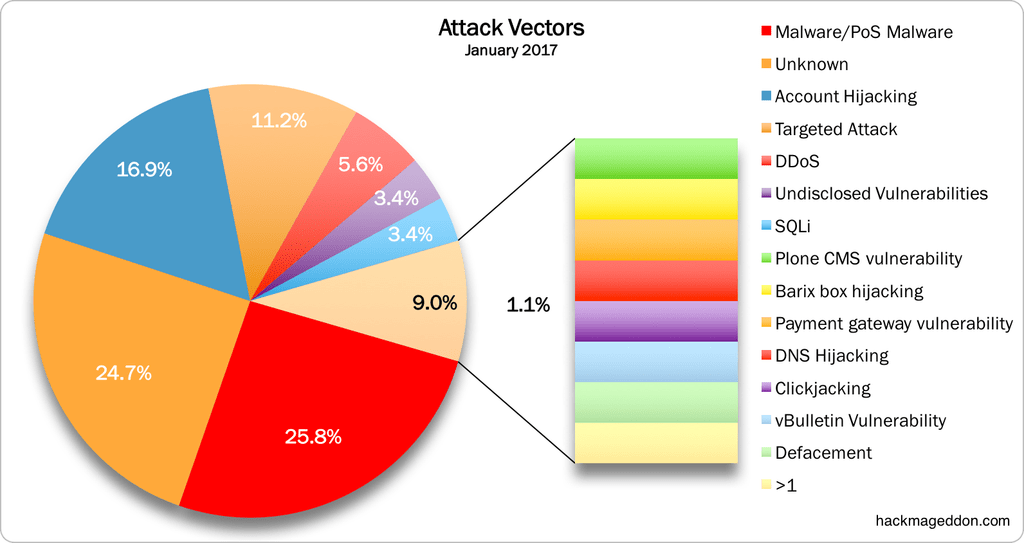 Attack Vectors
January 2017
11.2%
5.6%
3.4%
3.4%
9.0%
25.8%
24.7%
16.9%
1.1%
Malware/PoS Malware
Unknown
Account Hijacking
Targeted Attack
DDoS
Undisclosed Vulnerabilities
SQLi
Plone CMS vulnerability
Barix box hijacking
Payment gateway vulnerability
DNS Hijacking
Clickjacking
vBulletin Vulnerability
Defacement
>1
hackmageddon.com